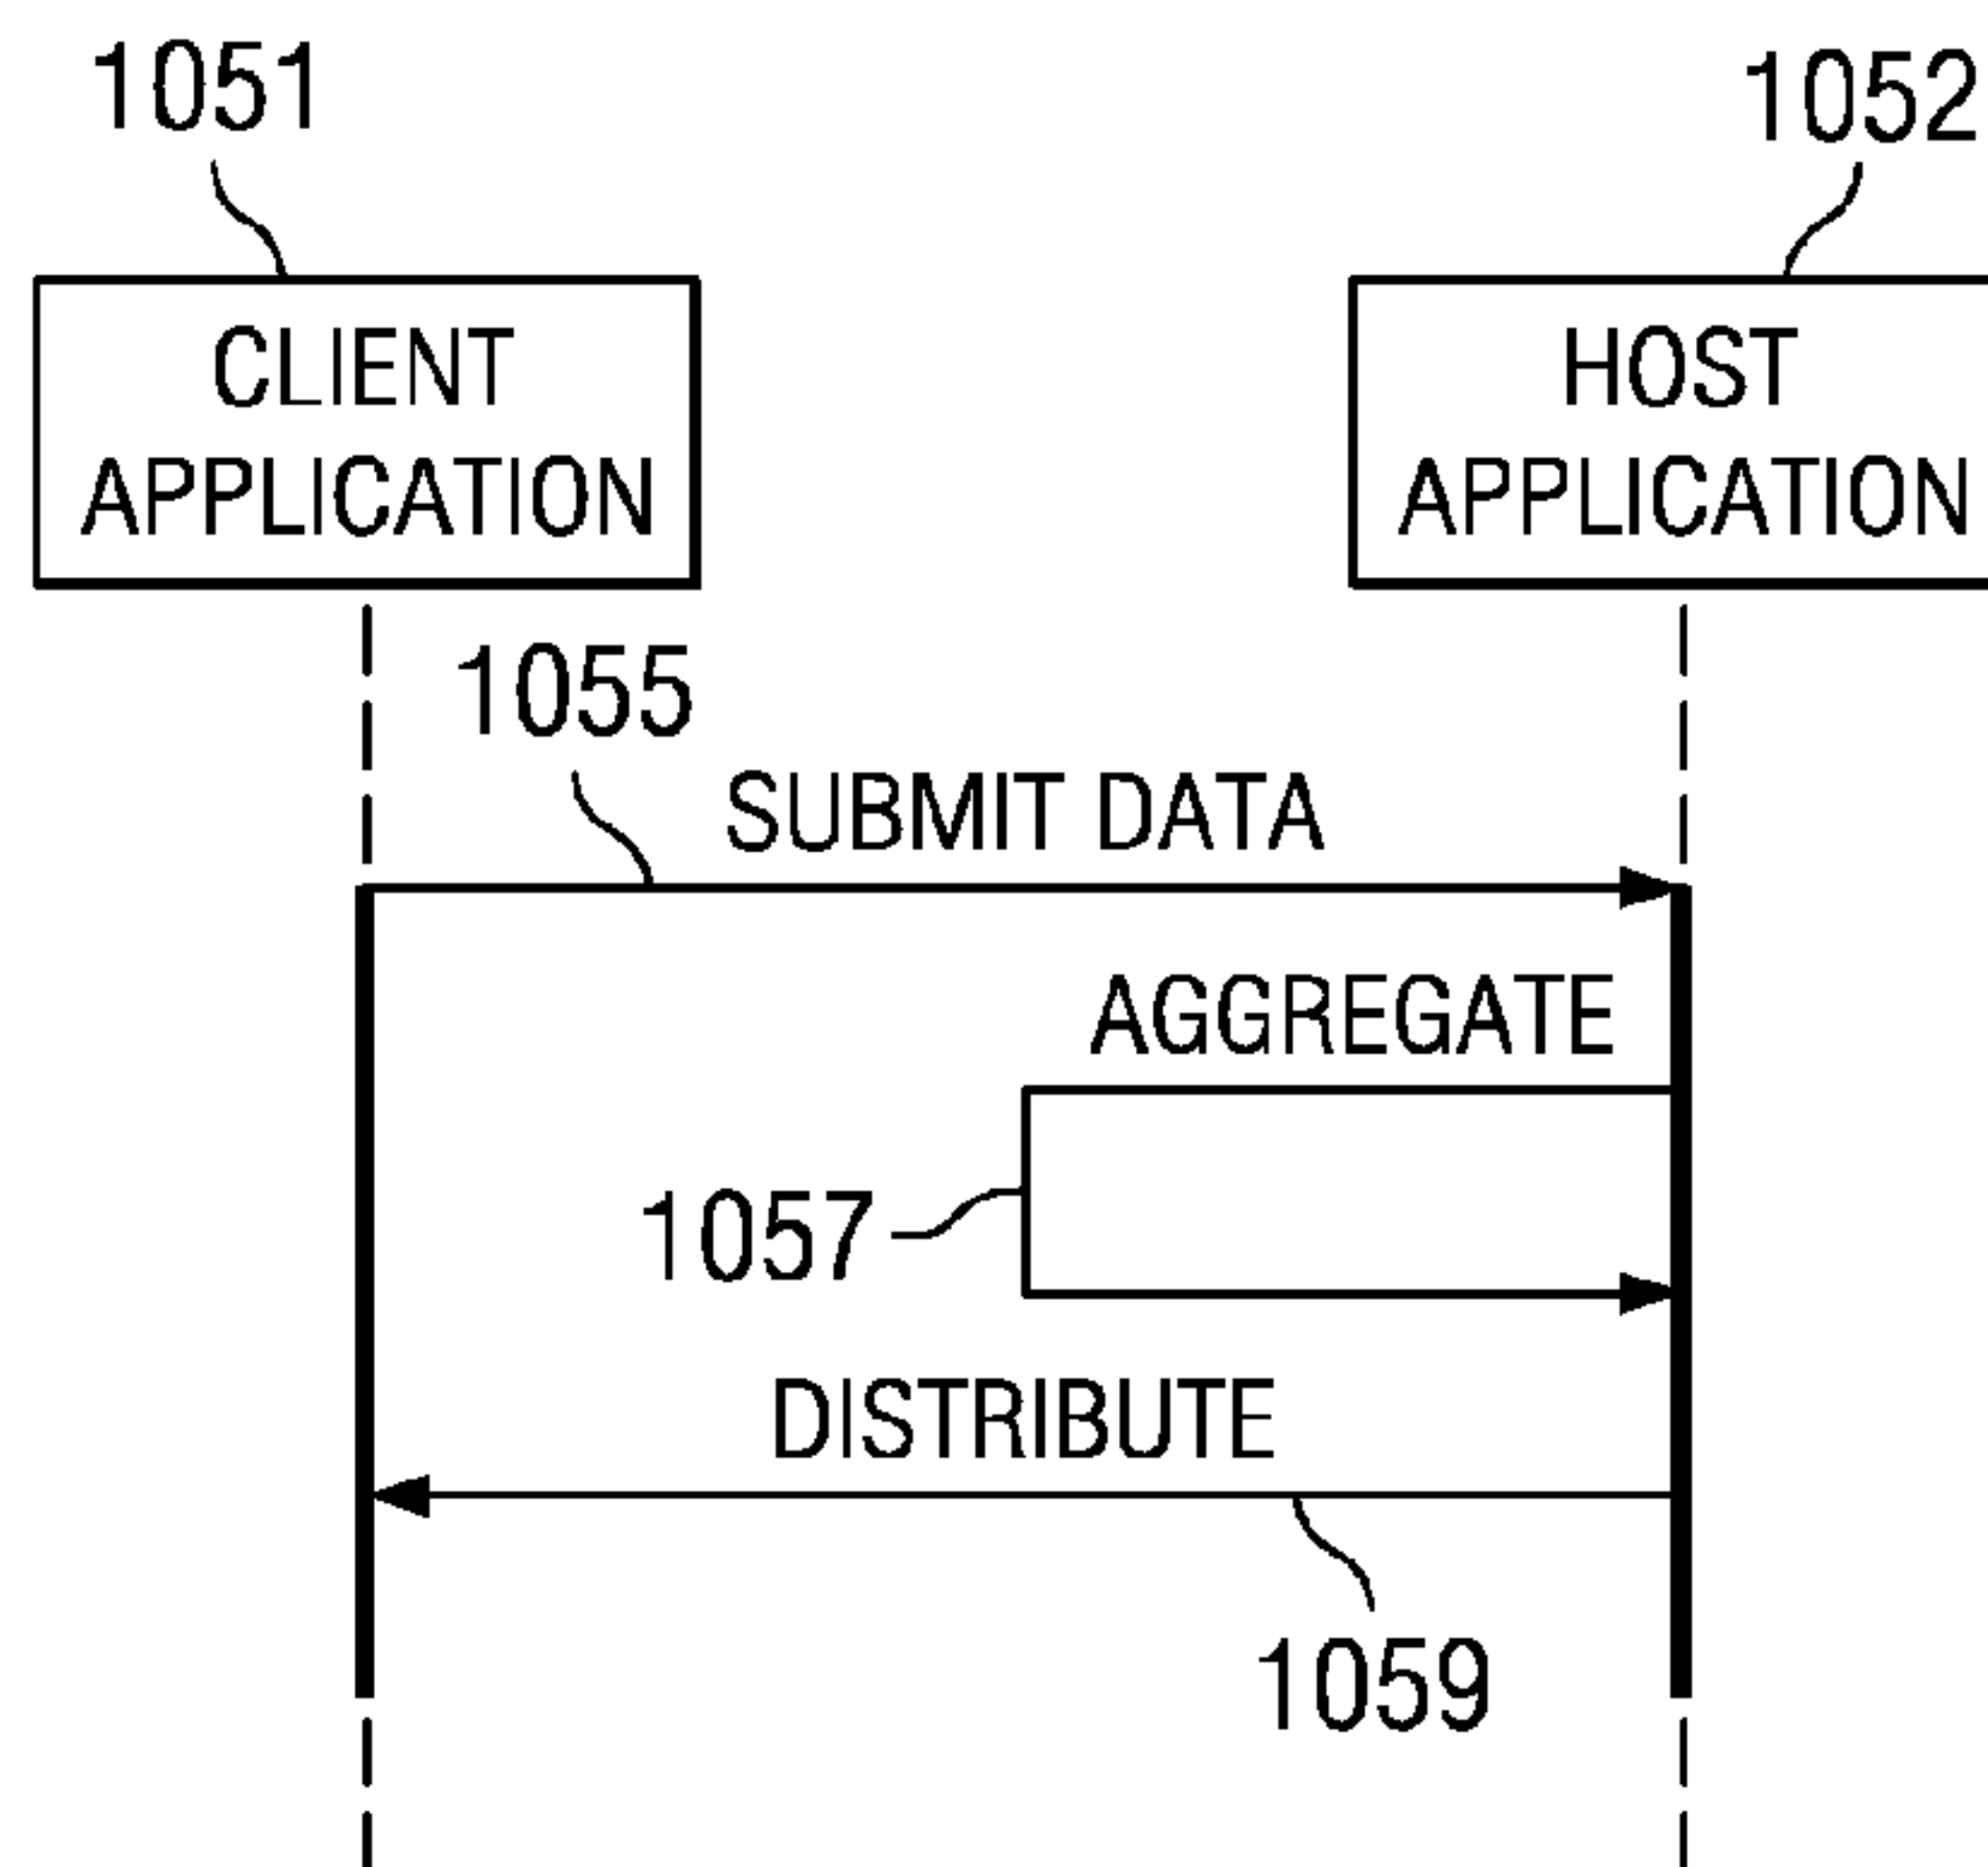 1051
1052
CLIENT
APPLICATION
HOST
APPLICATION
1055
SUBMIT DATA
AGGREGATE
1057
DISTRIBUTE
1059